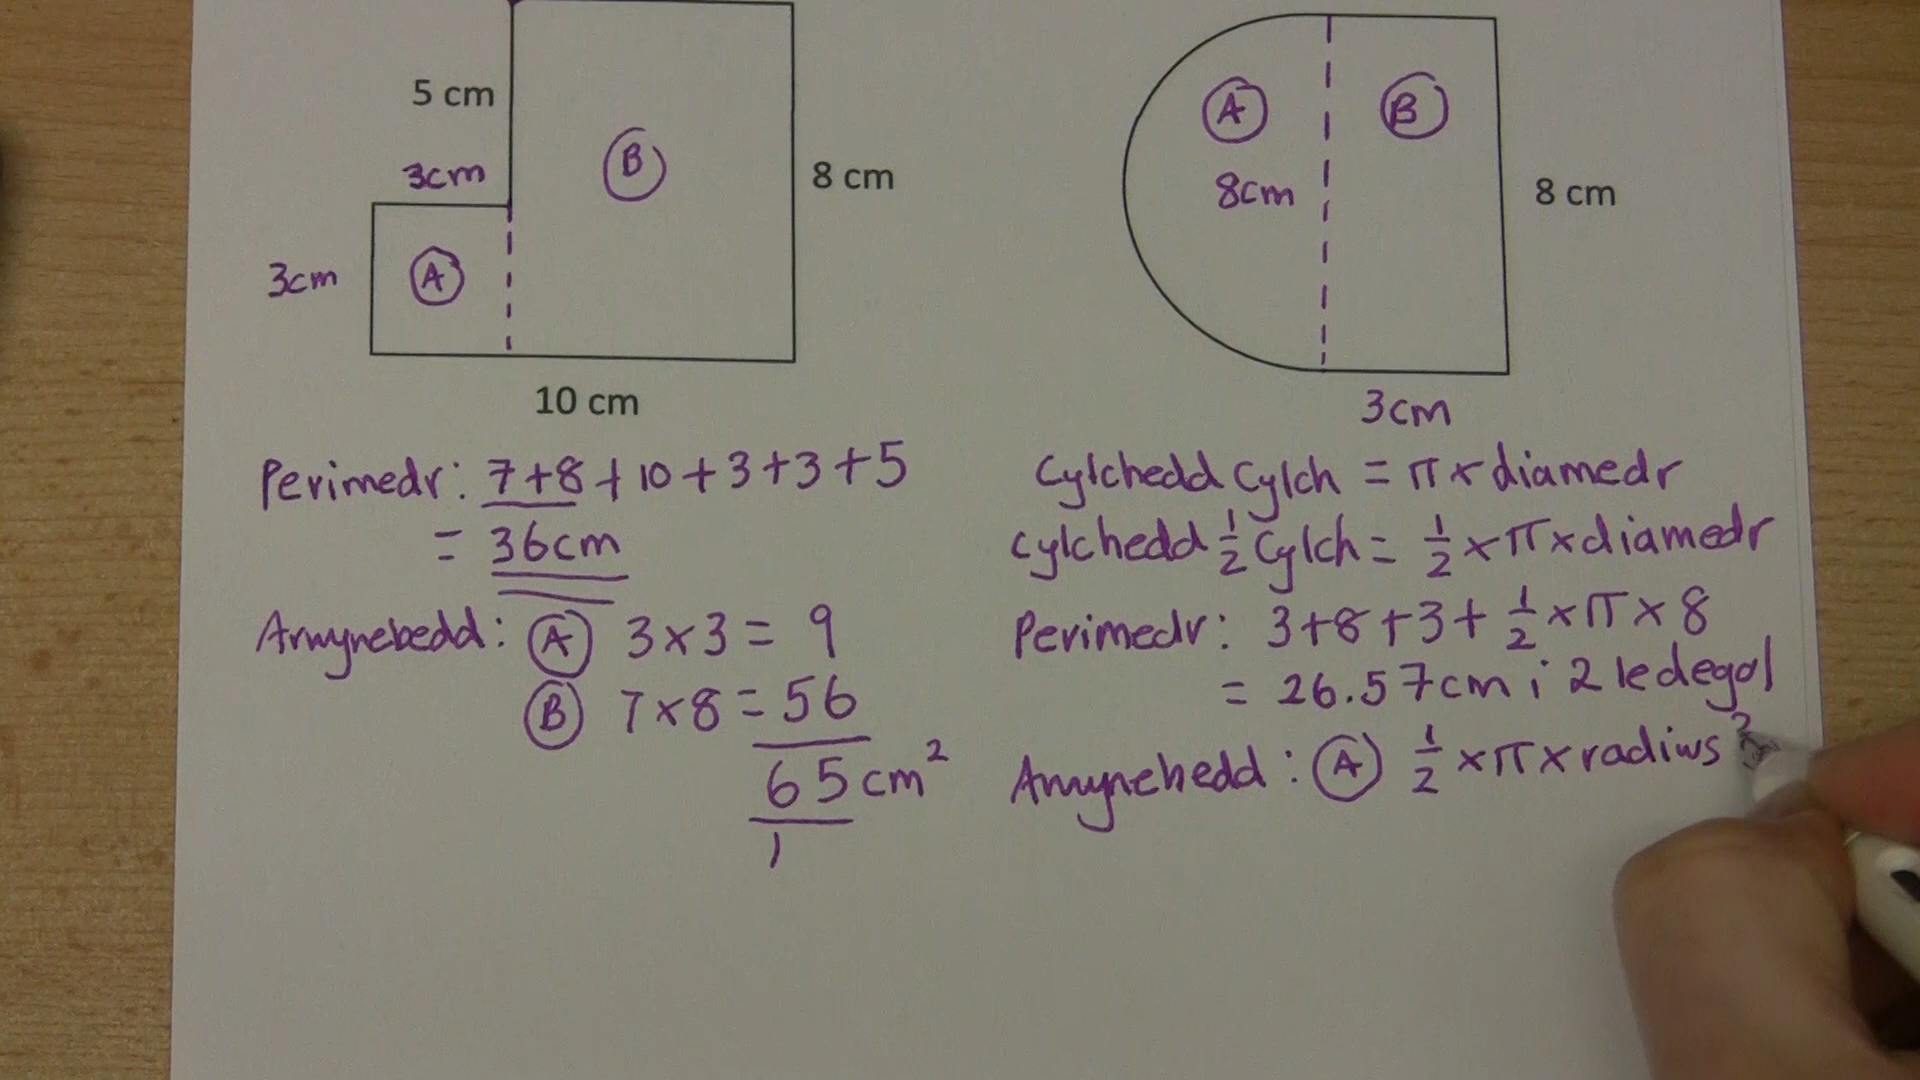 5 cm
3cm
B
8 cm
3cm
A
10 cm
Perimedr: 7+8+10+3+3+5
= 36cm
Arwynebedd: A 3×3 = 9
B 7×8 = 56
65cm²
1
A
B
8cm
8 cm
3cm
Cylchedd Cylch = π×diamedr
Cylchedd ½ Cylch = ½×π×diamedr
Perimedr: 3+8+3+½×π×8
= 26.57cm i 2 le degol
Arwynebedd: A ½×π×radiws²